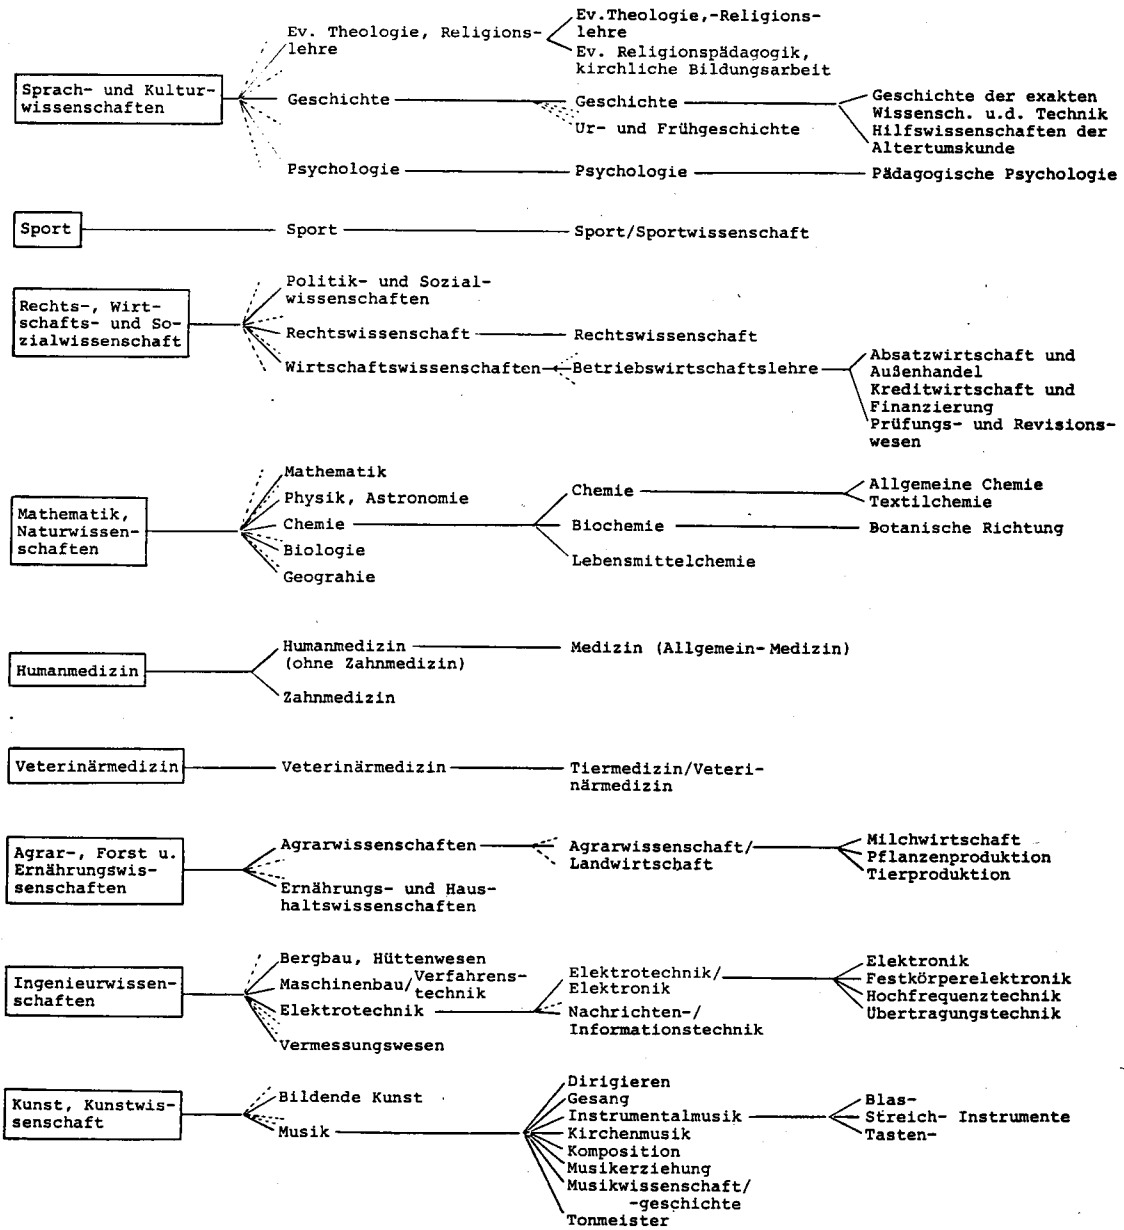 Ev. Theologie, Religions-
lehre
Ev.Theologie,-Religions-
lehre
Ev. Religionspädagogik,
kirchliche Bildungsarbeit
Sprach- und Kultur-
wissenschaften
Geschichte
Geschichte
Ur- und Frühgeschichte
Geschichte der exakten
Wissensch. u.d. Technik
Hilfswissenschaften der
Altertumskunde
Psychologie
Psychologie
Pädagogische Psychologie
Sport
Sport
Sport/Sportwissenschaft
Rechts-, Wirt-
schafts- und So-
zialwissenschaft
Politik- und Sozial-
wissenschaften
Rechtswissenschaft
Rechtswissenschaft
Wirtschaftswissenschaften
Betriebswirtschaftslehre
Absatzwirtschaft und
Außenhandel
Kreditwirtschaft und
Finanzierung
Prüfungs- und Revisions-
wesen
Mathematik,
Naturwissen-
schaften
Mathematik
Physik, Astronomie
Chemie
Biologie
Geograhie
Chemie
Biochemie
Lebensmittelchemie
Allgemeine Chemie
Textilchemie
Botanische Richtung
Humanmedizin
Humanmedizin
(ohne Zahnmedizin)
Zahnmedizin
Medizin (Allgemein-Medizin)
Veterinärmedizin
Veterinärmedizin
Tiermedizin/Veteri-
närmedizin
Agrar-, Forst u.
Ernährungswis-
senschaften
Agrarwissenschaften
Ernährungs- und Haus-
haltswissenschaften
Agrarwissenschaft/
Landwirtschaft
Milchwirtschaft
Pflanzenproduktion
Tierproduktion
Ingenieurwissen-
schaften
Bergbau, Hüttenwesen
Maschinenbau/Verfahrens-
technik
Elektrotechnik
Vermessungswesen
Elektrotechnik/
Elektronik
Nachrichten-/
Informationstechnik
Elektronik
Festkörperelektronik
Hochfrequenztechnik
Übertragungstechnik
Kunst, Kunstwis-
senschaft
Bildende Kunst
Musik
Dirigieren
Gesang
Instrumentalmusik
Kirchenmusik
Komposition
Musikerziehung
Musikwissenschaft/
-geschichte
Tonmeister
Blas-
Streich- Instrumente
Tasten-